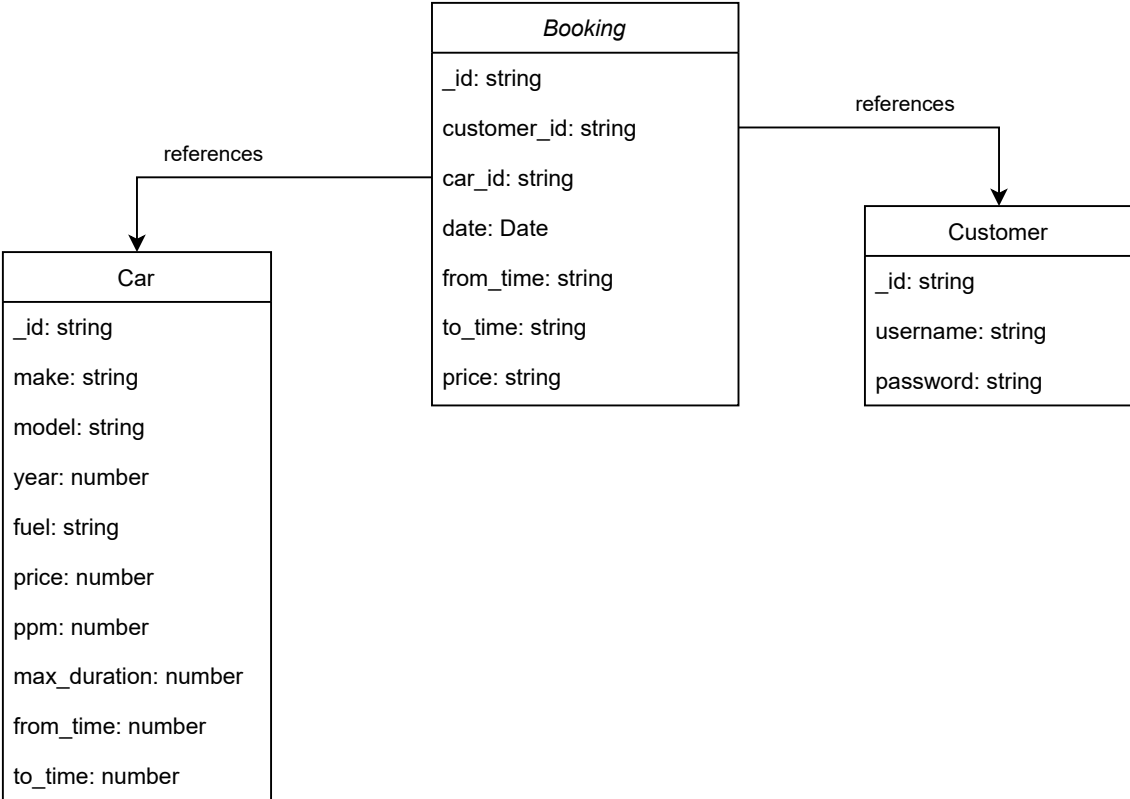 Booking
_id: string
customer_id: string
car_id: string
date: Date
from_time: string
to_time: string
price: string
references
references
Car
_id: string
make: string
model: string
year: number
fuel: string
price: number
ppm: number
max_duration: number
from_time: number
to_time: number
Customer
_id: string
username: string
password: string